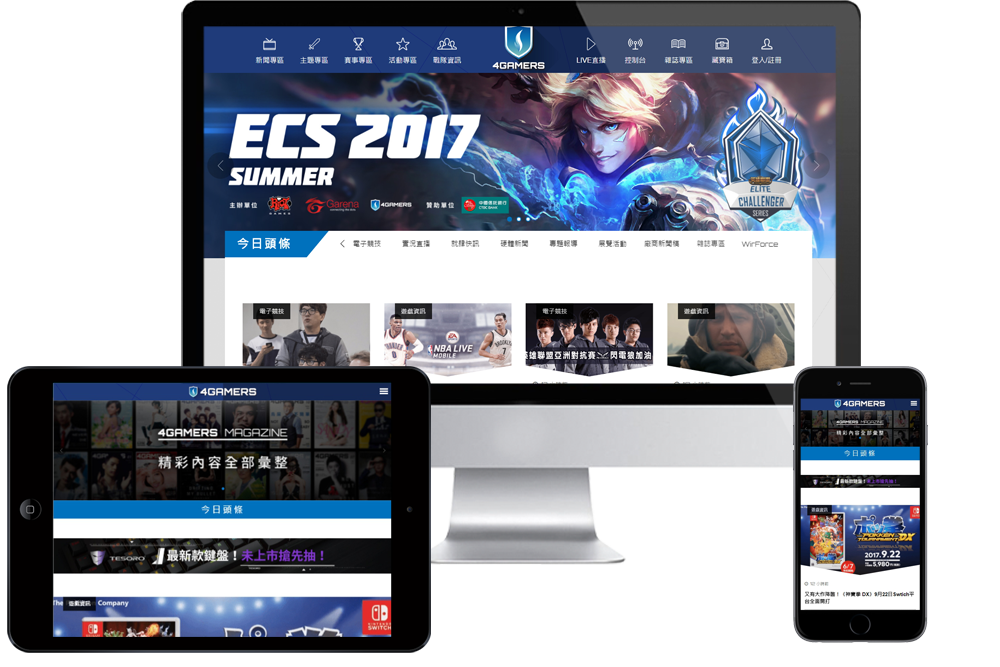 新聞專區 主題專區 賽事專區 活動專區 戰隊資訊 4GAMERS LIVE直播 控制台 雜誌專區 藏寶箱 登入/註冊
ECS 2017
SUMMER
主辦單位 GAMES Garena 4GAMERS 贊助單位 中國信託銀行 CTBC BANK
ELITE
CHALLENGER
SERIES
今日頭條 電子競技 實況直播 就肆快訊 硬體新聞 專題報導 展覽活動 廠商新聞稿 雜誌專區 WirForce
電子競技 遊戲資訊 電子競技 遊戲資訊
NBA LIVE
MOBILE
英雄聯盟亞洲對抗賽 閃電狼加油
4GAMERS
4GAMERS MAGAZINE
精彩內容全部彙整
今日頭條
TESORO 最新款鍵盤！未上市搶先抽！
The 遊戲資訊 Company
NINTENDO
SWITCH
4GAMERS
4GAMERS MAGAZINE
精彩內容全部彙整
今日頭條
最新款鍵盤！未上市搶先抽！
遊戲資訊
ポッ拳
POKKÉN
TOURNAMENT DX
2017.9.22
5,980円
6/7
又有大作降臨！《神寶拳 DX》9月22日Switch平
台全面開打